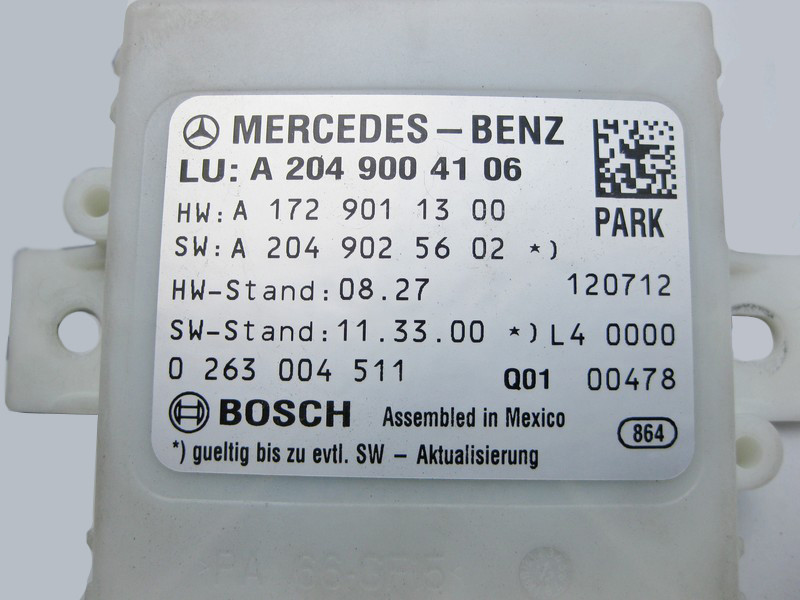 MERCEDES-BENZ
LU: A 204 900 41 06
PARK
HW: A 172 901 13 00
SW: A 204 902 56 02 *)
HW-Stand: 08.27 120712
SW-Stand: 11.33.00 *) L4 0000
0 263 004 511 Q01 00478
BOSCH Assembled in Mexico 864
*) gueltig bis zu evtl. SW - Aktualisierung